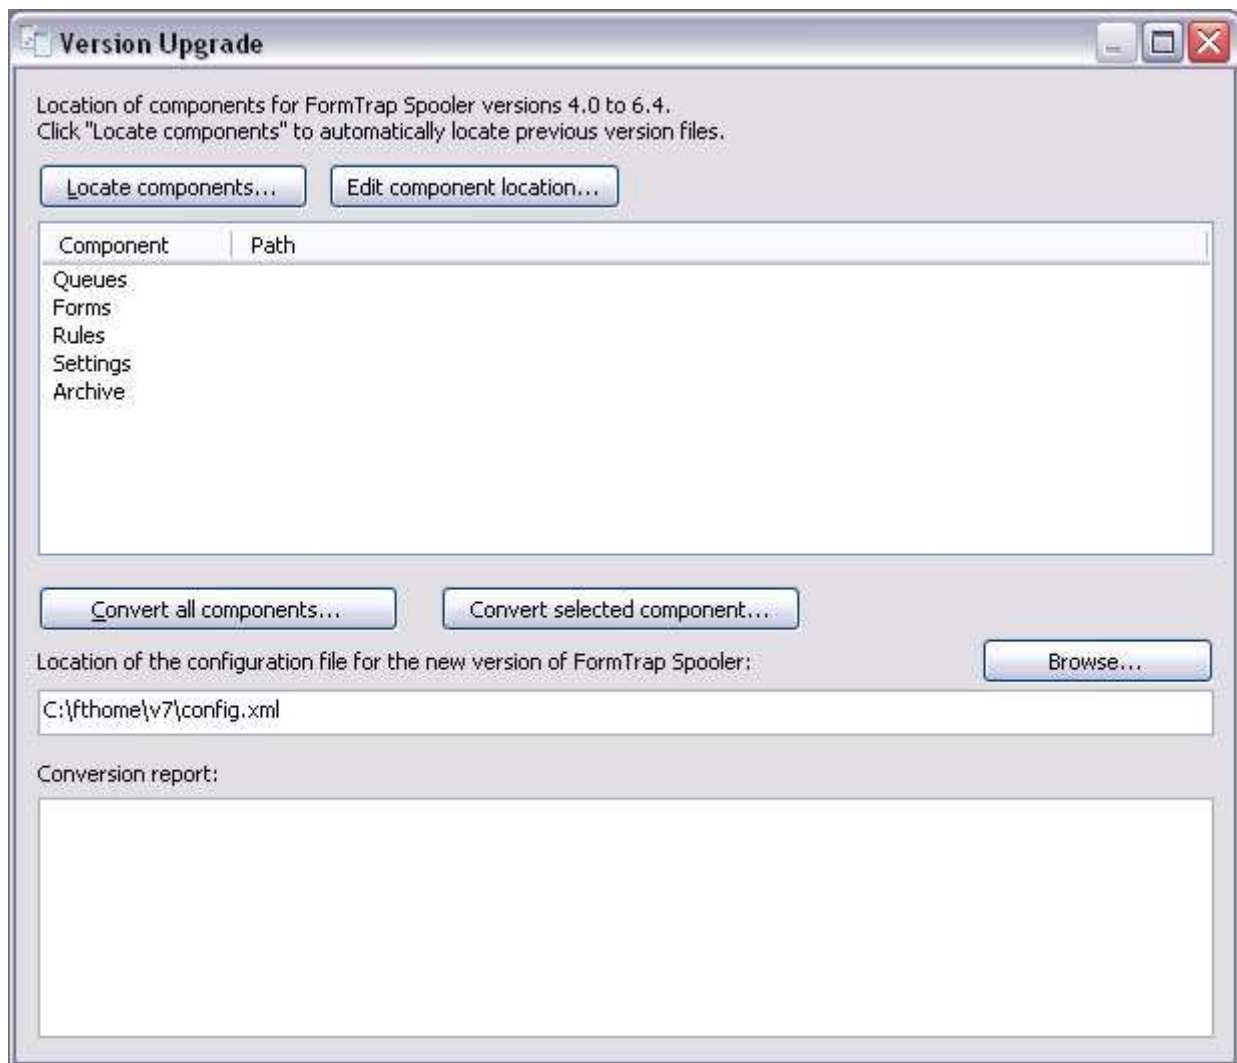 Version Upgrade
Location of components for FormTrap Spooler versions 4.0 to 6.4.
Click "Locate components" to automatically locate previous version files.
Locate components... Edit component location...
Component Path
Queues
Forms
Rules
Settings
Archive
Convert all components... Convert selected component...
Location of the configuration file for the new version of FormTrap Spooler: Browse...
C:\fthome\v7\config.xml
Conversion report: